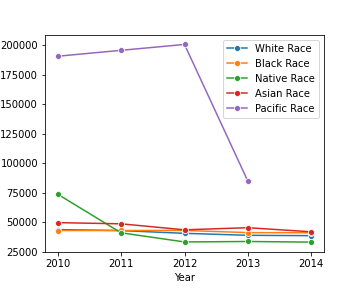 200000
175000
150000
125000
100000
75000
50000
25000
White Race
Black Race
Native Race
Asian Race
Pacific Race
2010 2011 2012 2013 2014
Year